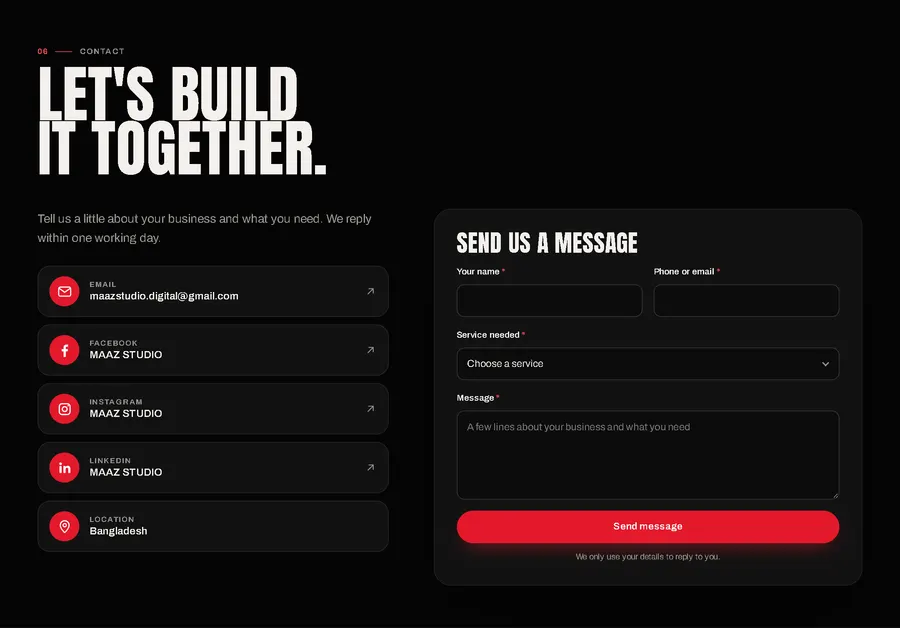 06 CONTACT
LET'S BUILD
IT TOGETHER.
Tell us a little about your business and what you need. We reply
within one working day.
EMAIL
maazstudio.digital@gmail.com
FACEBOOK
MAAZ STUDIO
INSTAGRAM
MAAZ STUDIO
LINKEDIN
MAAZ STUDIO
LOCATION
Bangladesh
SEND US A MESSAGE
Your name *
Phone or email *
Service needed *
Choose a service
Message *
A few lines about your business and what you need
Send message
We only use your details to reply to you.